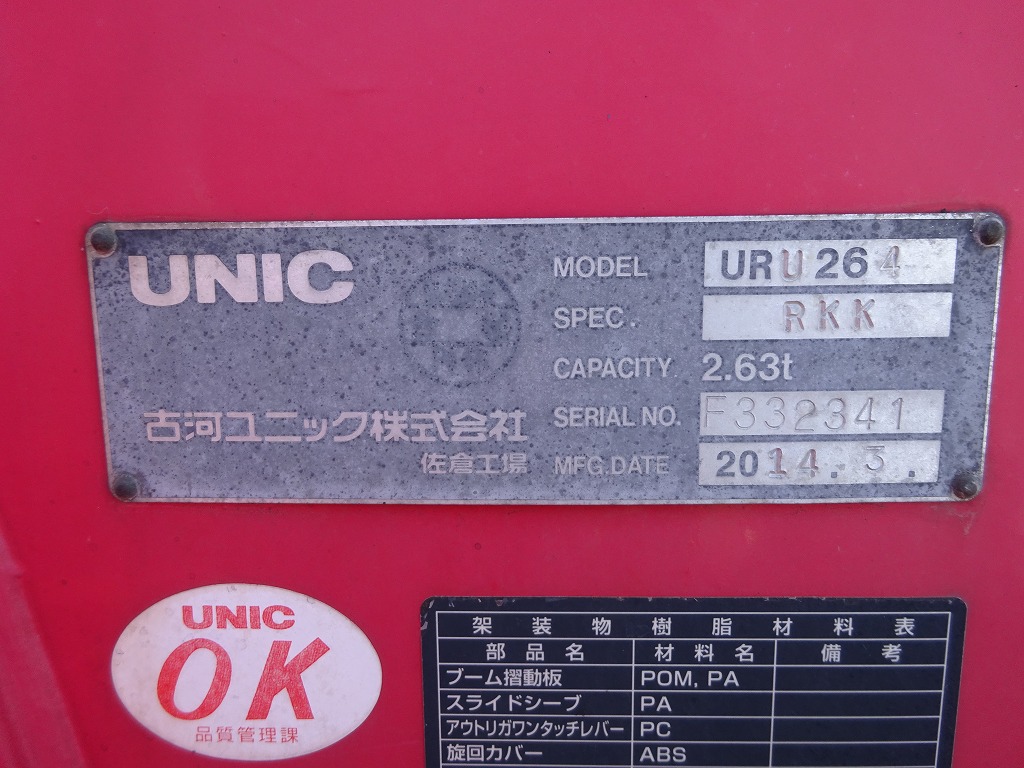 UNIC
MODEL URU264
SPEC. RKK
CAPACITY 2.63t
古河ユニック株式会社 SERIAL NO. F332341
佐倉工場 MFG.DATE 2014.3.
UNIC
OK
品質管理課
架装物樹脂材料表
部品名 材料名 備考
ブーム摺動板 POM, PA
スライドシーブ PA
アウトリガワンタッチレバー PC
旋回カバー ABS